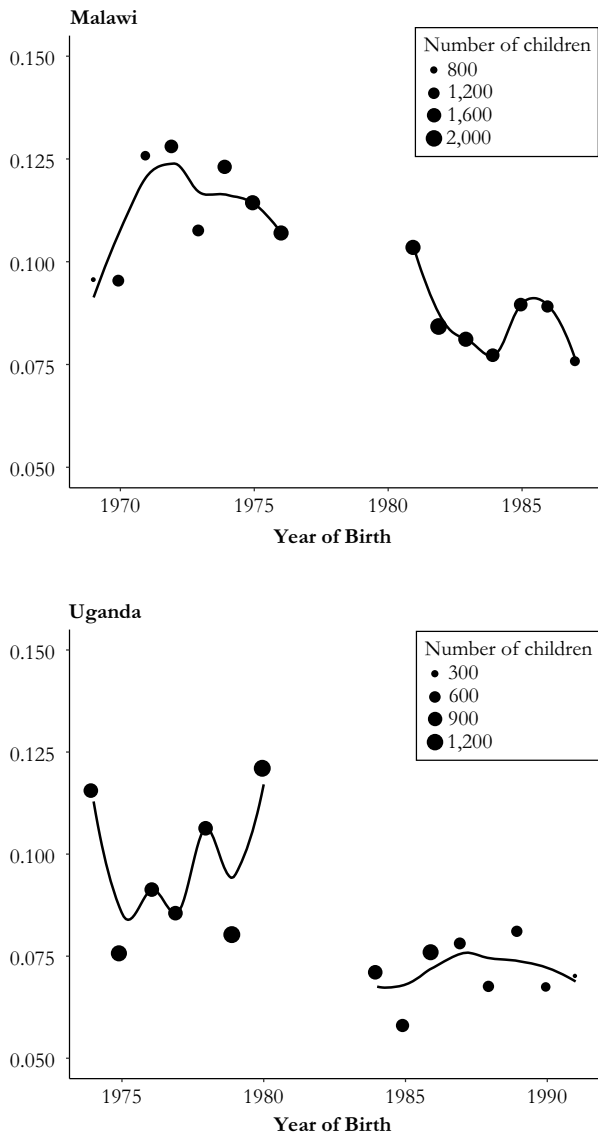 Malawi
Number of children
800
1,200
1,600
2,000
0.150
0.125
0.100
0.075
0.050
1970 1975 1980 1985
Year of Birth
Uganda
Number of children
300
600
900
1,200
0.150
0.125
0.100
0.075
0.050
1975 1980 1985 1990
Year of Birth